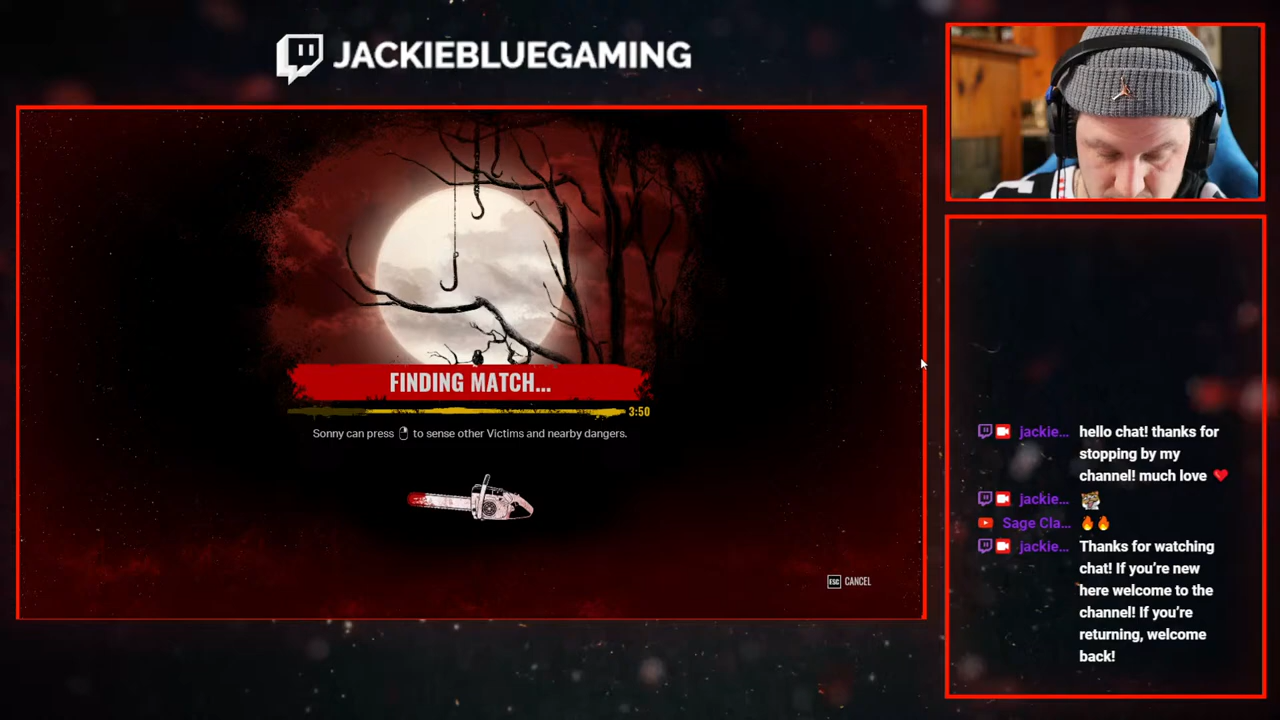 JACKIEBLUEGAMING
FINDING MATCH...
3:50
Sonny can press to sense other Victims and nearby dangers.
ESC CANCEL
jackie... hello chat! thanks for
stopping by my
channel! much love
jackie...
Sage Cla...
jackie... Thanks for watching
chat! If you're new
here welcome to the
channel! If you're
returning, welcome
back!